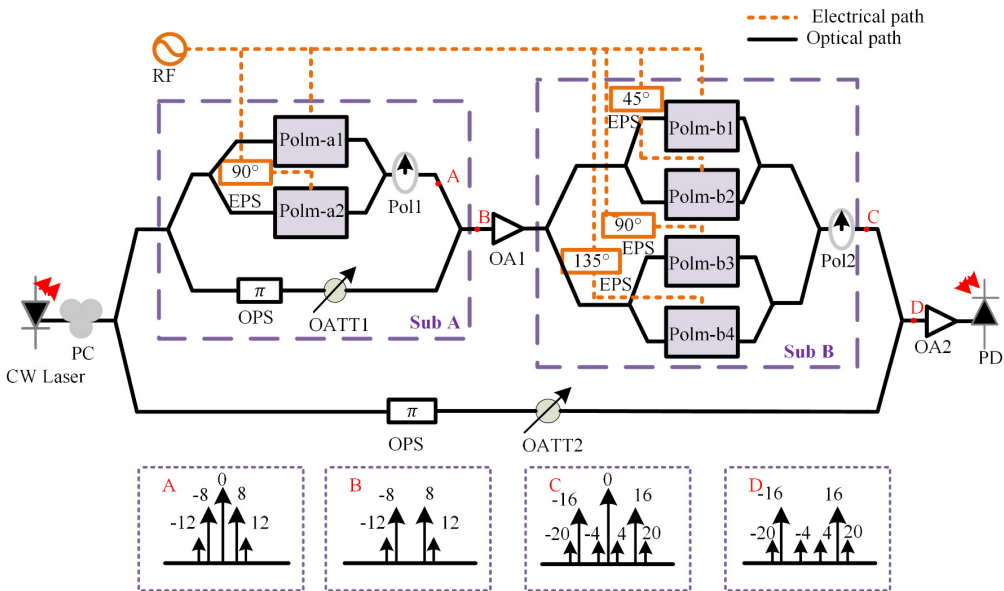 Electrical path
Optical path
RF
45°
EPS
Polm-b1
Polm-a1
90°
EPS
Pol1
A
Polm-a2
Polm-b2
B
OA1
90°
EPS
Pol2
C
135°
EPS
Polm-b3
π
OPS
OATT1
Sub A
Polm-b4
Sub B
D
OA2
PD
PC
CW Laser
π
OPS
OATT2
A
0
-8
8
-12
12
B
-8
8
-12
12
C
0
-16
16
-20
-4
4
20
D
-16
16
-20
-4
4
20